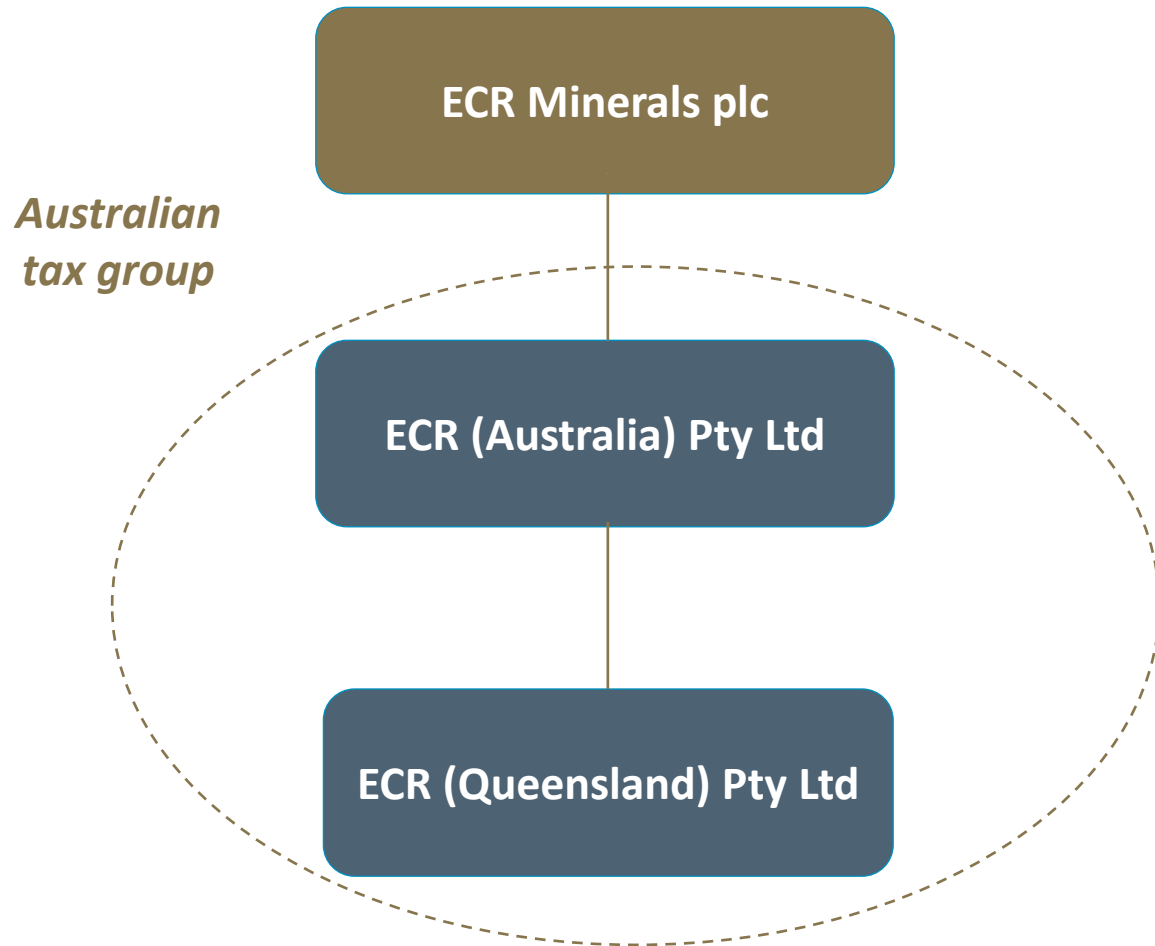 ECR Minerals plc
Australian
tax group
ECR (Australia) Pty Ltd
ECR (Queensland) Pty Ltd